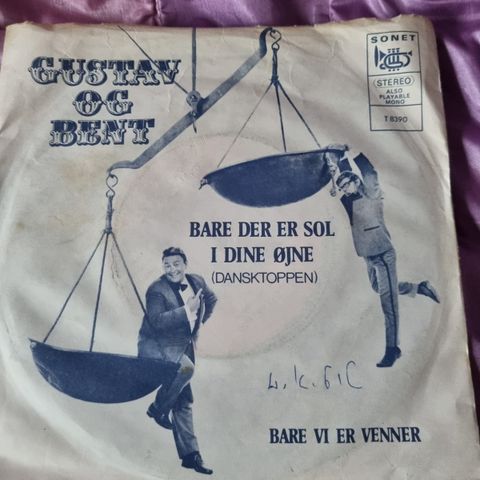 GUSTAV
OG
BENT
SONET
STEREO
ALSO
PLAYABLE
MONO
T 8390
BARE DER ER SOL
I DINE ØJNE
(DANSKTOPPEN)
BARE VI ER VENNER